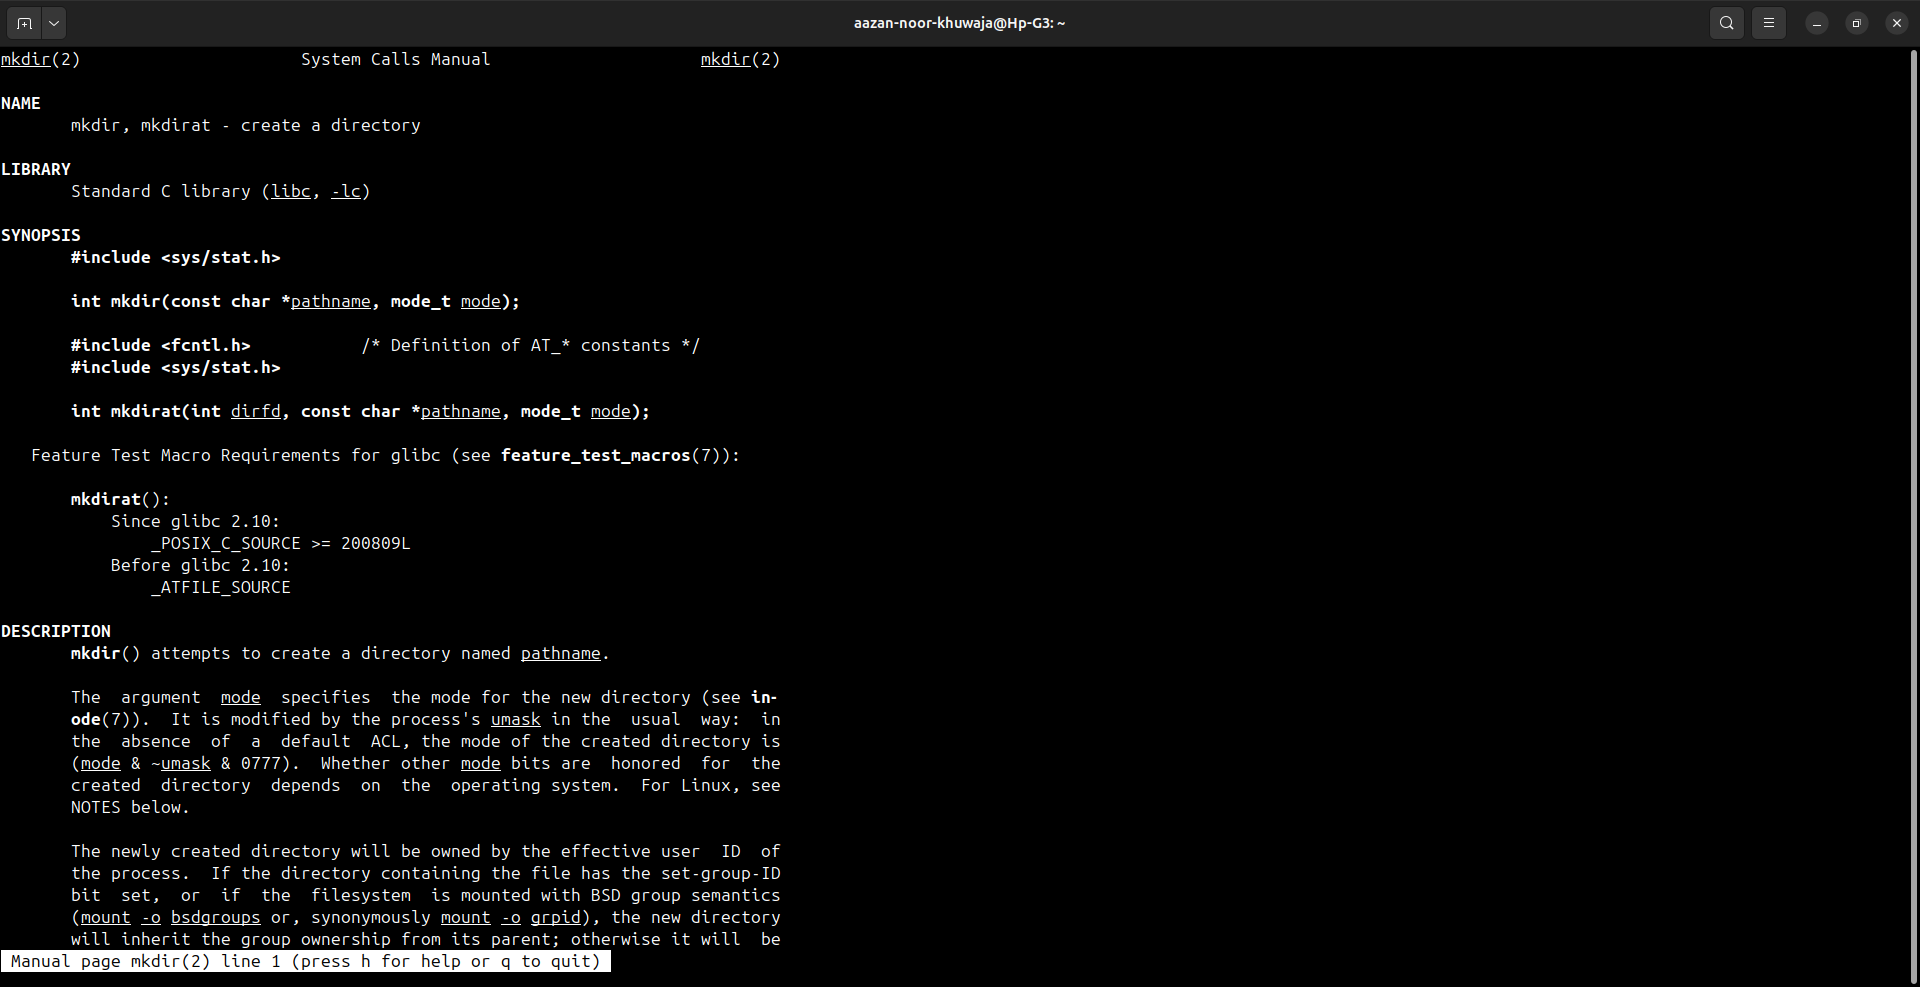 aazan-noor-khuwaja@Hp-G3: ~
mkdir(2)                      System Calls Manual                     mkdir(2)
NAME
       mkdir, mkdirat - create a directory
LIBRARY
       Standard C library (libc, -lc)
SYNOPSIS
       #include <sys/stat.h>
       int mkdir(const char *pathname, mode_t mode);
       #include <fcntl.h>           /* Definition of AT_* constants */
       #include <sys/stat.h>
       int mkdirat(int dirfd, const char *pathname, mode_t mode);
   Feature Test Macro Requirements for glibc (see feature_test_macros(7)):
       mkdirat():
           Since glibc 2.10:
               _POSIX_C_SOURCE >= 200809L
           Before glibc 2.10:
               _ATFILE_SOURCE
DESCRIPTION
       mkdir() attempts to create a directory named pathname.
       The  argument  mode  specifies  the mode for the new directory (see in-
       ode(7)).  It is modified by the process's umask in the  usual  way:  in
       the  absence  of  a  default  ACL, the mode of the created directory is
       (mode & ~umask & 0777).  Whether other mode bits are  honored  for  the
       created  directory  depends  on  the  operating system.  For Linux, see
       NOTES below.
       The newly created directory will be owned by the effective user  ID  of
       the process.  If the directory containing the file has the set-group-ID
       bit  set,  or  if  the  filesystem  is mounted with BSD group semantics
       (mount -o bsdgroups or, synonymously mount -o grpid), the new directory
       will inherit the group ownership from its parent; otherwise it will  be
 Manual page mkdir(2) line 1 (press h for help or q to quit)